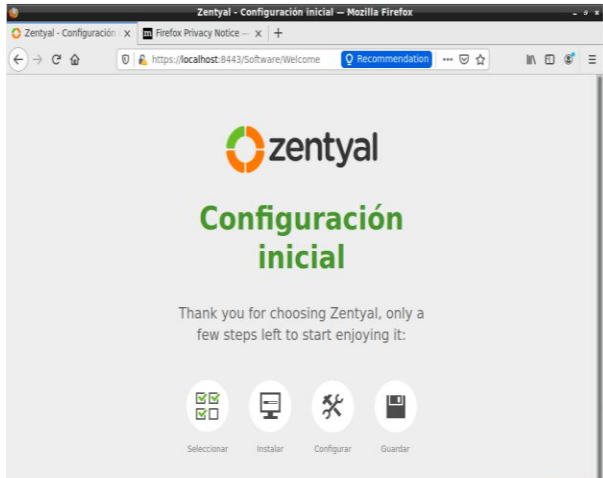 Zentyal - Configuración inicial — Mozilla Firefox
Zentyal - Configuración
Firefox Privacy Notice —
https://localhost:8443/Software/Welcome
Recommendation
zentyal
Configuración
inicial
Thank you for choosing Zentyal, only a
few steps left to start enjoying it:
Seleccionar
Instalar
Configurar
Guardar